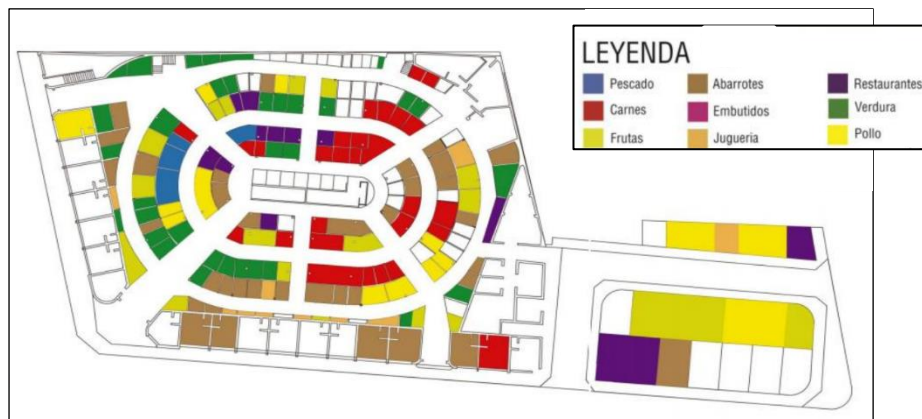 LEYENDA
Pescado
Carnes
Frutas
Abarrotes
Embutidos
Jugueria
Restaurantes
Verdura
Pollo